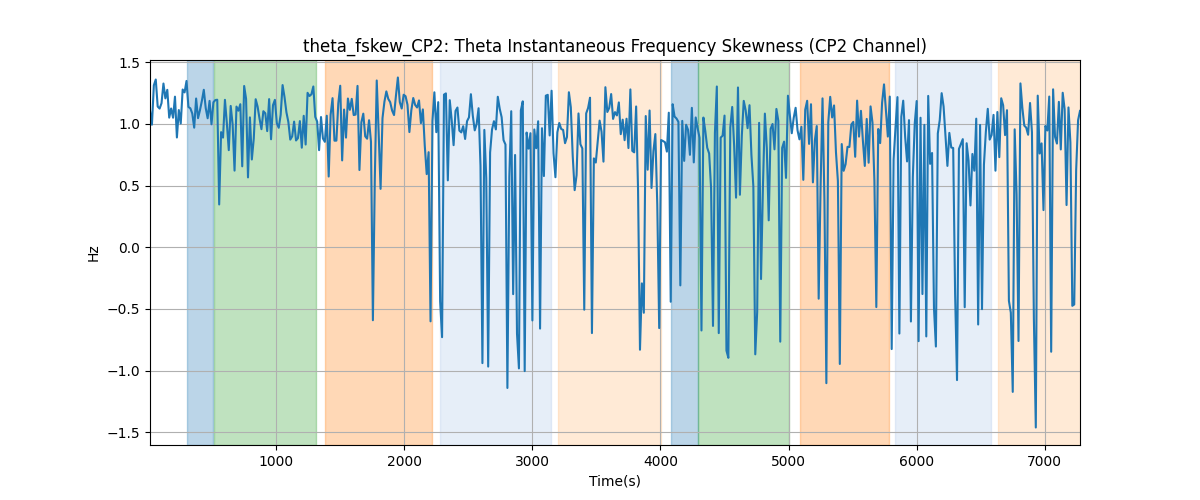 theta_fskew_CP2: Theta Instantaneous Frequency Skewness (CP2 Channel)
1.5
1.0
0.5
0.0
−0.5
−1.0
−1.5
Hz
1000 2000 3000 4000 5000 6000 7000
Time(s)